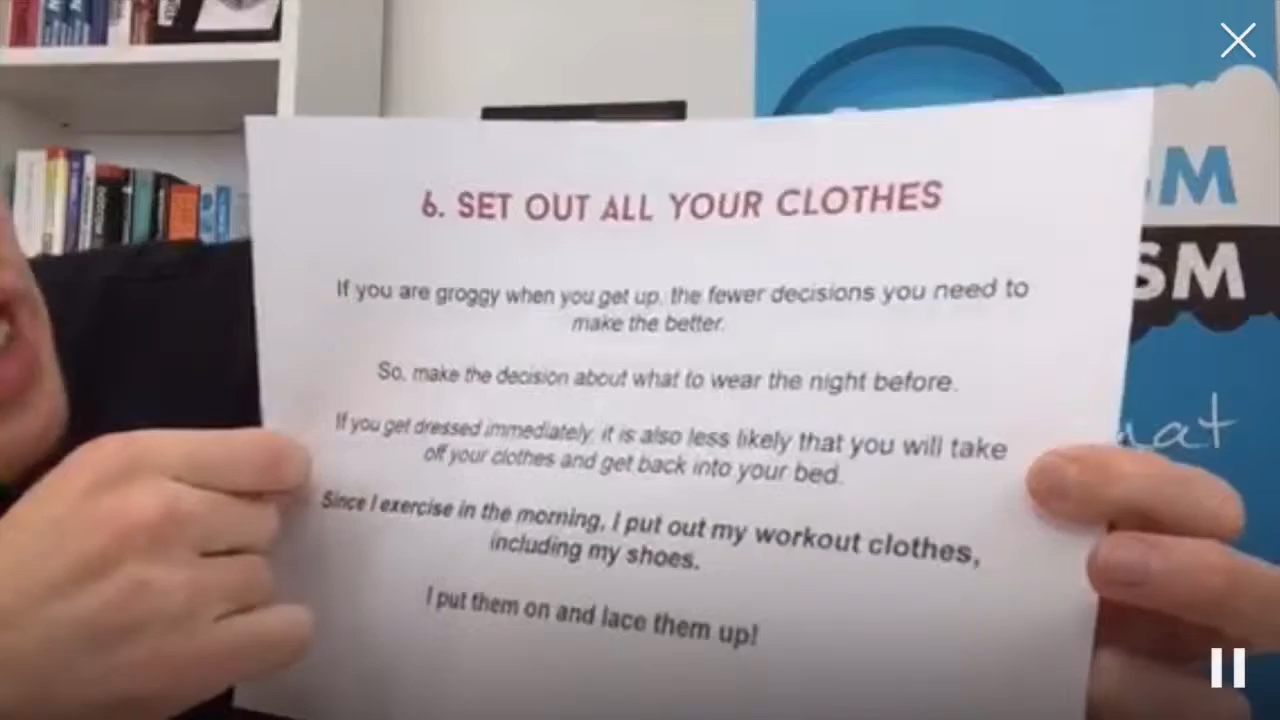 6. SET OUT ALL YOUR CLOTHES
If you are groggy when you get up, the fewer decisions you need to
make the better.
So, make the decision about what to wear the night before.
If you get dressed immediately, it is also less likely that you will take
off your clothes and get back into your bed.
Since I exercise in the morning, I put out my workout clothes,
including my shoes.
I put them on and lace them up!
SM